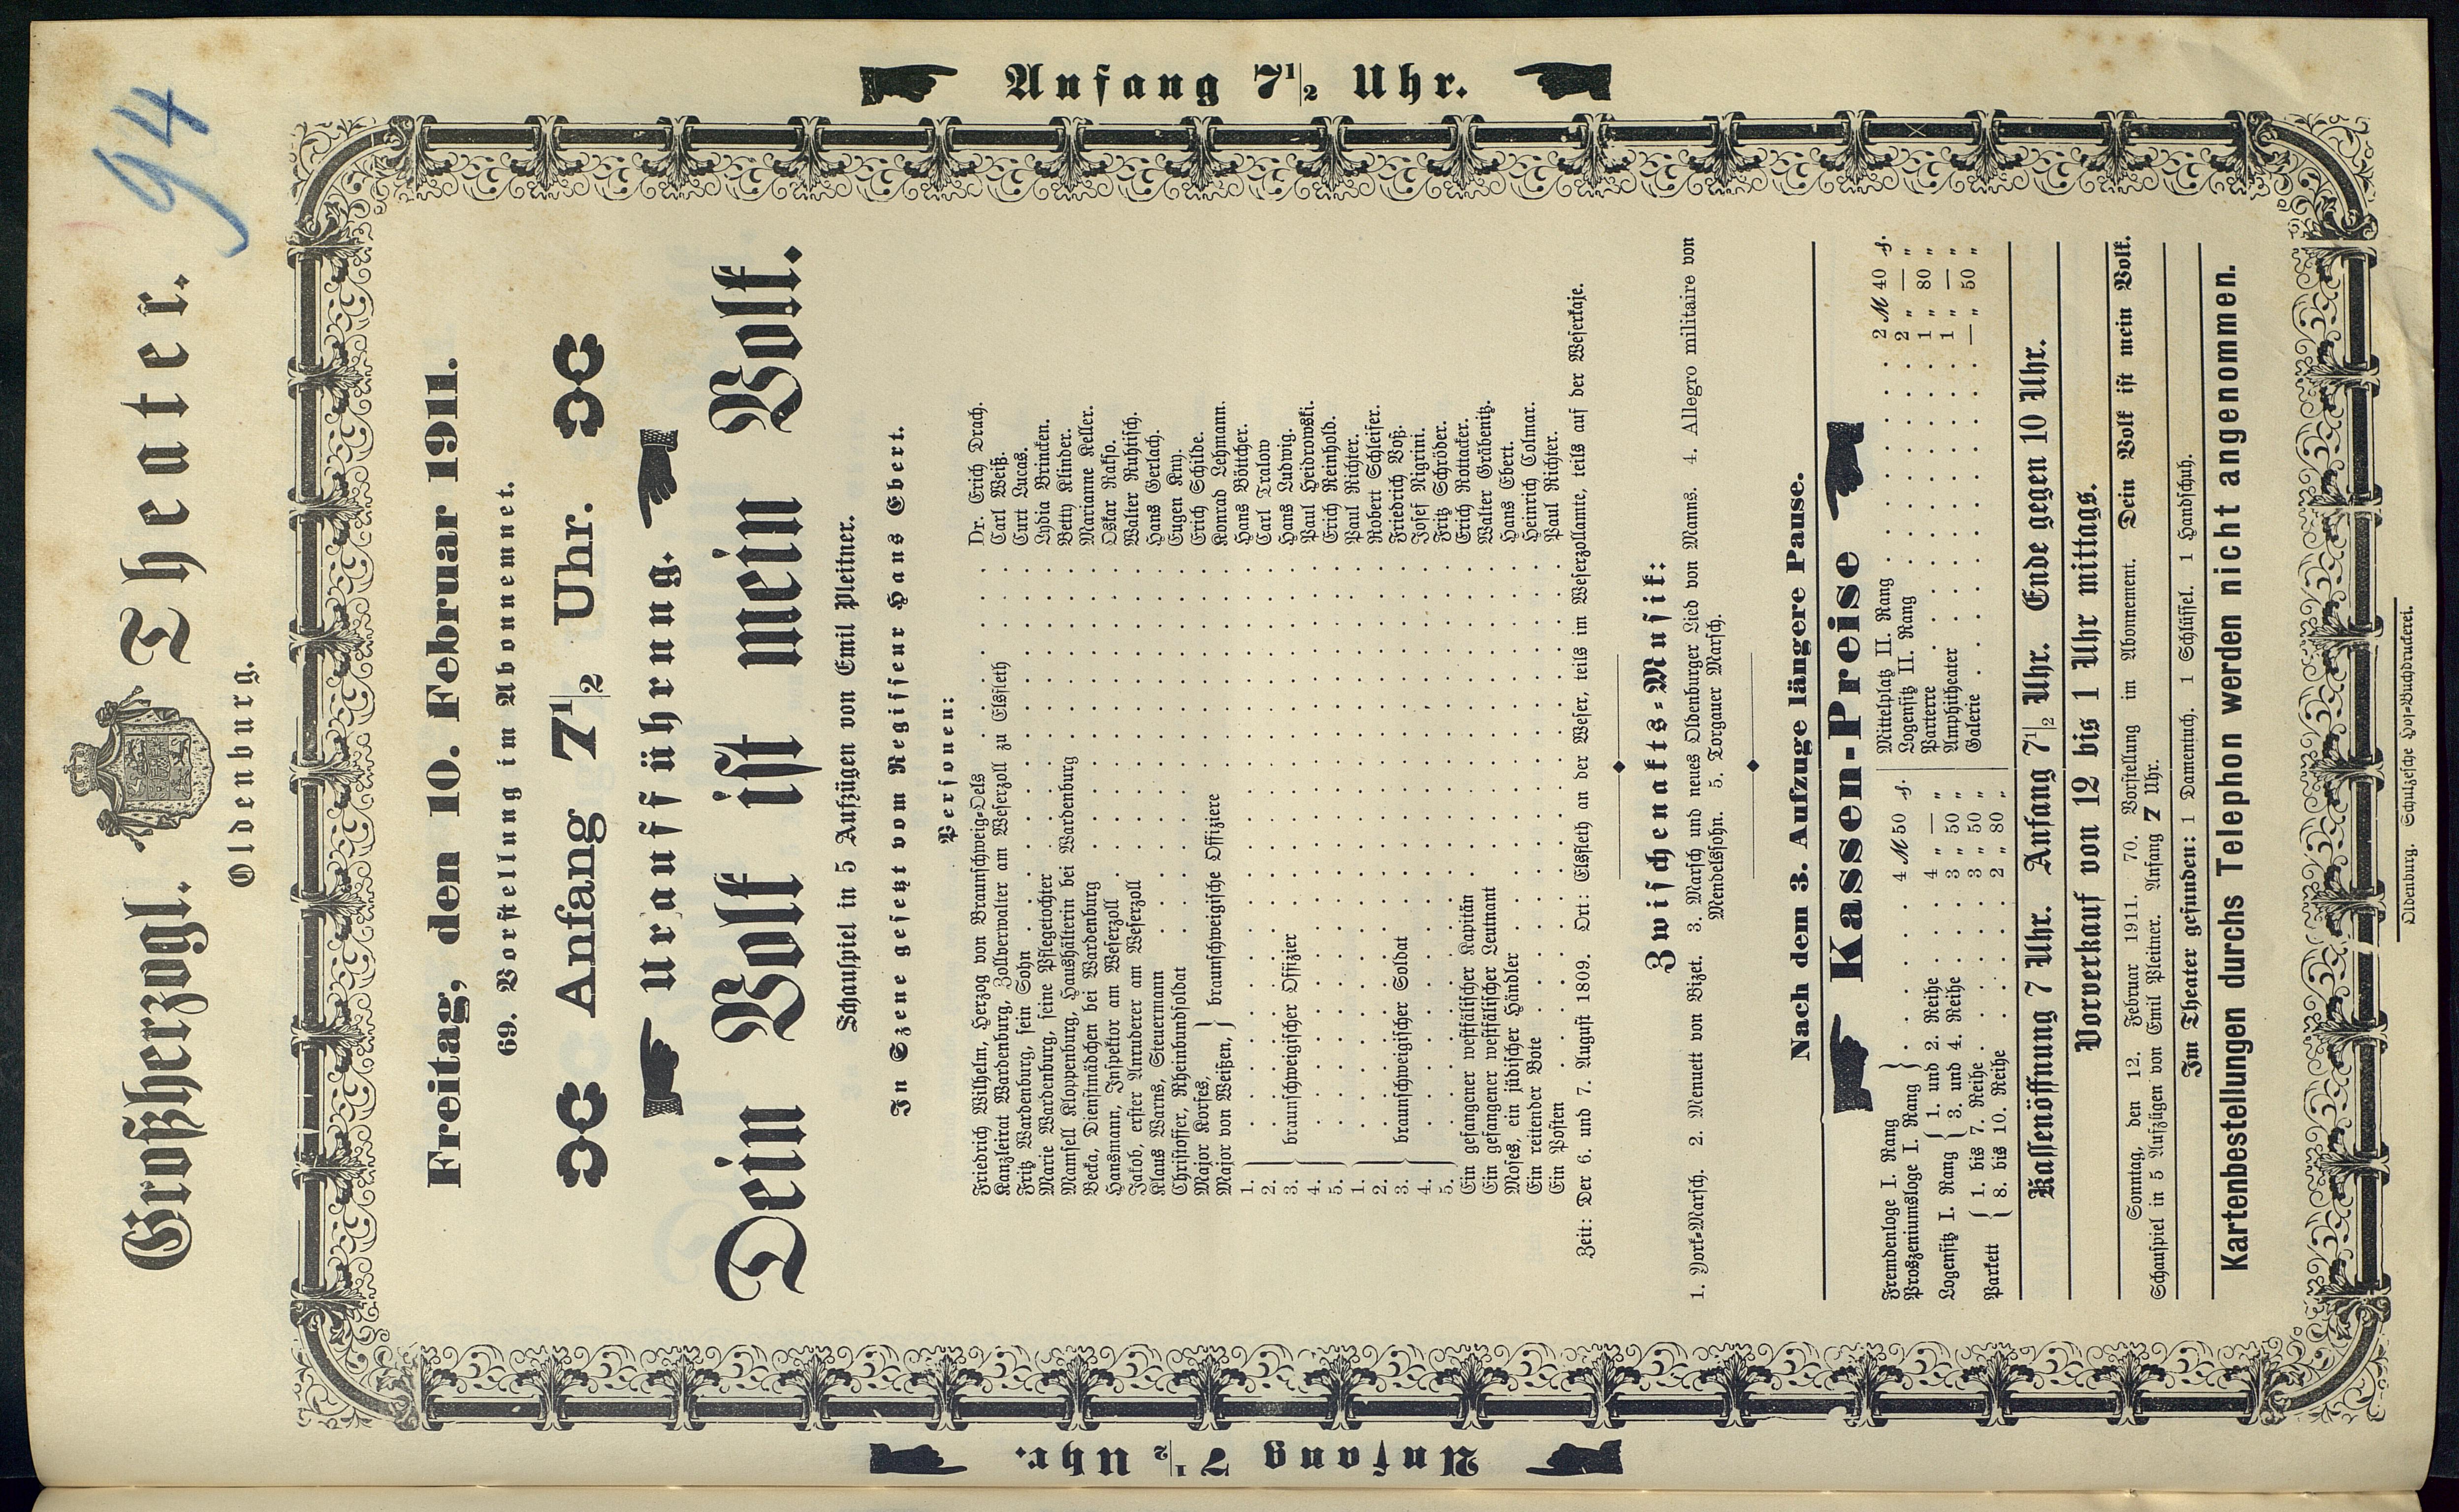 94
Großherzogl. Theater.
Oldenburg.
Anfang 7½ Uhr.
Anfang 7½ Uhr.
Freitag, den 10. Februar 1911.
69. Vorstellung im Abonnemnet.
Anfang 7½ Uhr.
Uraufführung.
Dein Volk ist mein Volk.
Schauspiel in 5 Aufzügen von Emil Pleitner.
In Szene gesetzt vom Regisseur Hans Ebert.
Personen:
Friedrich Wilhelm, Herzog von Braunschweig-Oels . . . Dr. Erich Drach.
Kanzleirat Wardenburg, Zollverwalter am Weserzoll zu Elsfleth . . . Carl Weiß.
Fritz Wardenburg, sein Sohn . . . Curt Lucas.
Marie Wardenburg, seine Pflegetochter . . . Lydia Brincken.
Mamsell Kloppenburg, Haushälterin bei Wardenburg . . . Betty Klinder.
Becka, Dienstmädchen bei Wardenburg . . . Marianne Keller.
Hansmann, Inspektor am Weserzoll . . . Oskar Rakso.
Jakob, erster Anruderer am Weserzoll . . . Walter Ruhtisch.
Klaus Warns, Steuermann . . . Hans Gerlach.
Christoffer, Rheinbundsoldat . . . Eugen Keny.
Major Korfes, } braunschweigische Offiziere . . . Erich Schilde.
Major von Weißen, } . . . Konrad Lehmann.
1. } braunschweigischer Offizier . . . Hans Böttcher.
2. . . . Carl Tralow
3. . . . Hans Ludwig.
4. . . . Paul Heidrowski.
5. . . . Erich Reinhold.
1. } braunschweigischer Soldat . . . Paul Richter.
2. . . . Robert Schleifer.
3. . . . Friedrich Voß.
4. . . . Josef Nigrini.
5. . . . Fritz Schröder.
Ein gefangener westfälischer Kapitän . . . Erich Rottacker.
Ein gefangener westfälischer Leutnant . . . Walter Gräbenitz.
Moses, ein jüdischer Händler . . . Hans Ebert.
Ein reitender Bote . . . Heinrich Colmar.
Ein Posten . . . Paul Richter.
Zeit: Der 6. und 7. August 1809. Ort: Elsfleth an der Weser, teils im Weserzollamte, teils auf der Weserkaje.
Zwischenakts-Musik:
1. York-Marsch. 2. Menuett von Bizet. 3. Marsch und neues Oldenburger Lied von Manns. 4. Allegro militaire von
Mendelssohn. 5. Torgauer Marsch.
Nach dem 3. Aufzuge längere Pause.
Kassen-Preise
Fremdenloge I. Rang }
Proszeniumsloge I. Rang } . . . 4 M 50 ₰.
Logensitz I. Rang { 1. und 2. Reihe . . . 4 „ — „
{ 3. und 4. Reihe . . . 3 „ 50 „
Parkett { 1. bis 7. Reihe . . . 3 „ 50 „
{ 8. bis 10. Reihe . . . 2 „ 80 „
Mittelplatz II. Rang . . . 2 M 40 ₰.
Logensitz II. Rang . . . 2 „ — „
Parterre . . . 1 „ 80 „
Amphitheater . . . 1 „ — „
Galerie . . . — „ 50 „
Kassenöffnung 7 Uhr. Anfang 7½ Uhr. Ende gegen 10 Uhr.
Vorverkauf von 12 bis 1 Uhr mittags.
Sonntag, den 12. Februar 1911. 70. Vorstellung im Abonnement. Dein Volk ist mein Volk.
Schauspiel in 5 Aufzügen von Emil Pleitner. Anfang 7 Uhr.
Im Theater gefunden: 1 Damentuch. 1 Schlüssel. 1 Handschuh.
Kartenbestellungen durchs Telephon werden nicht angenommen.
Oldenburg. Schulzesche Hof-Buchdruckerei.